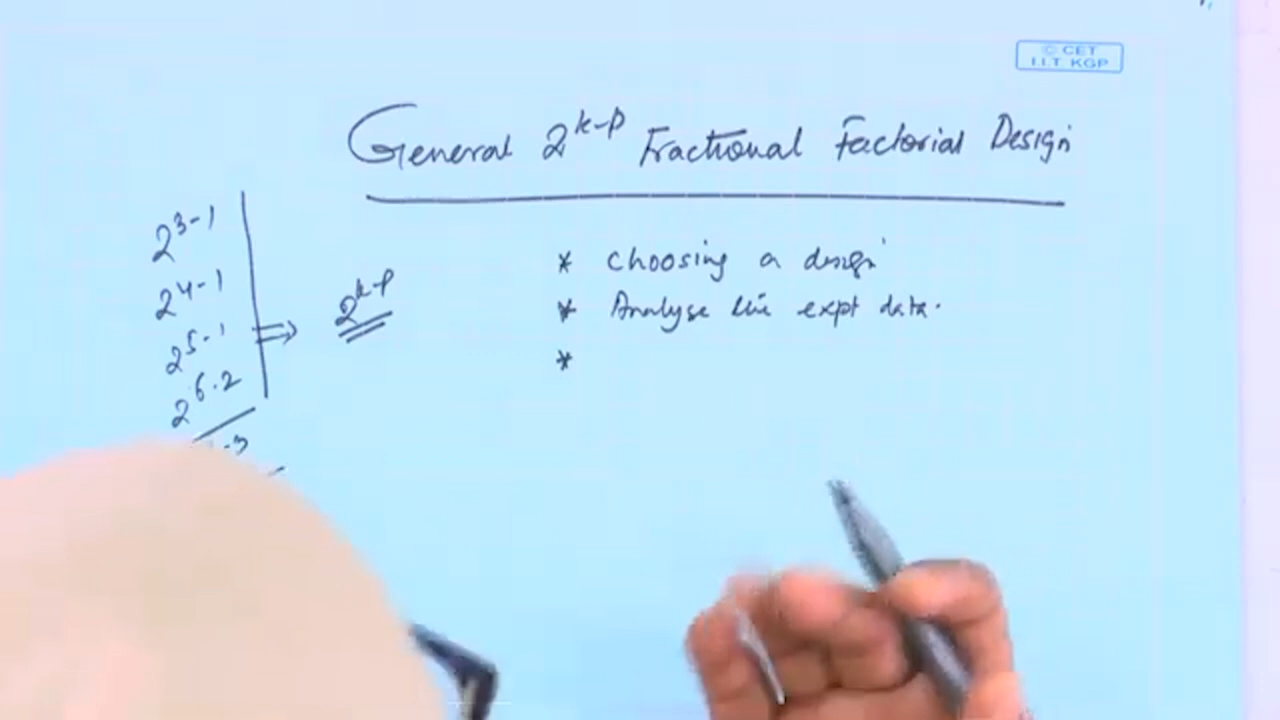 © CET
I.I.T. KGP
General 2^{k-p} Fractional Factorial Design
2^{3-1}
2^{4-1}
2^{5-1}
2^{6-2}
-3
⇒ 2^{k-p}
* choosing a design
* Analyse the expt data.
*